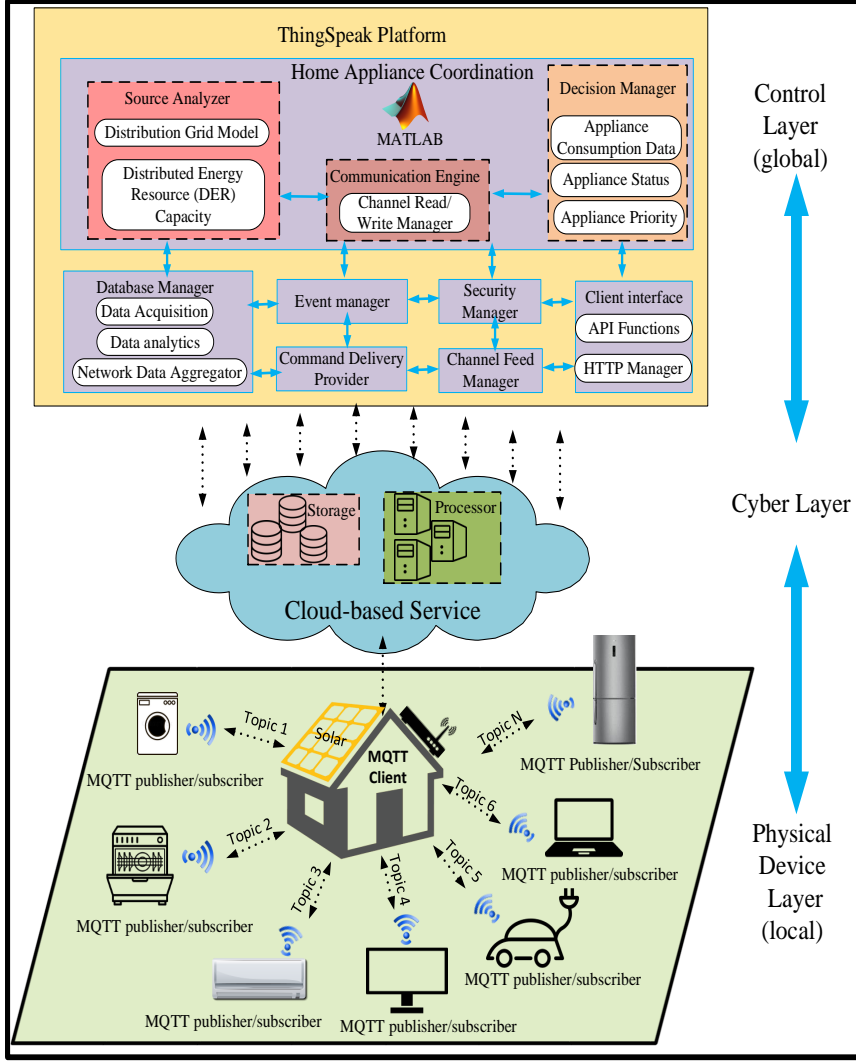 ThingSpeak Platform
Home Appliance Coordination
MATLAB
Source Analyzer
Distribution Grid Model
Distributed Energy
Resource (DER)
Capacity
Communication Engine
Channel Read/
Write Manager
Decision Manager
Appliance
Consumption Data
Appliance Status
Appliance Priority
Database Manager
Data Acquisition
Data analytics
Network Data Aggregator
Event manager
Command Delivery
Provider
Security
Manager
Channel Feed
Manager
Client interface
API Functions
HTTP Manager
Control
Layer
(global)
Storage
Processor
Cloud-based Service
Cyber Layer
Solar
MQTT
Client
Topic 1
MQTT publisher/subscriber
Topic 2
MQTT publisher/subscriber
Topic 3
MQTT publisher/subscriber
Topic 4
MQTT publisher/subscriber
Topic 5
MQTT publisher/subscriber
Topic 6
MQTT publisher/subscriber
Topic N
MQTT Publisher/Subscriber
Physical
Device
Layer
(local)